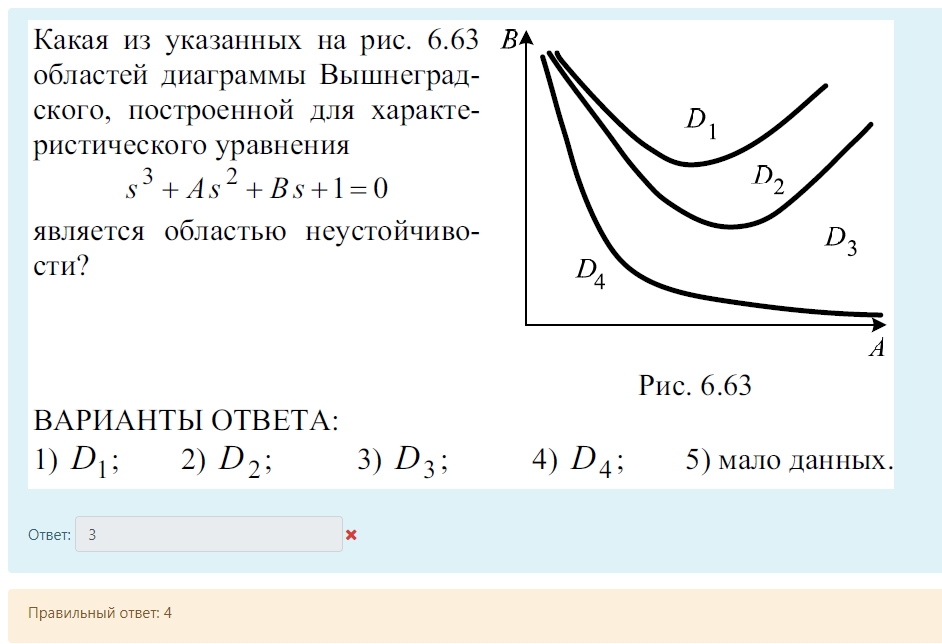 Какая из указанных на рис. 6.63
областей диаграммы Вышнеград-
ского, построенной для характе-
ристического уравнения
s³ + As² + Bs + 1 = 0
является областью неустойчиво-
сти?
B
D₁
D₂
D₃
D₄
A
Рис. 6.63
ВАРИАНТЫ ОТВЕТА:
1) D₁; 2) D₂; 3) D₃; 4) D₄; 5) мало данных.
Ответ: 3
Правильный ответ: 4